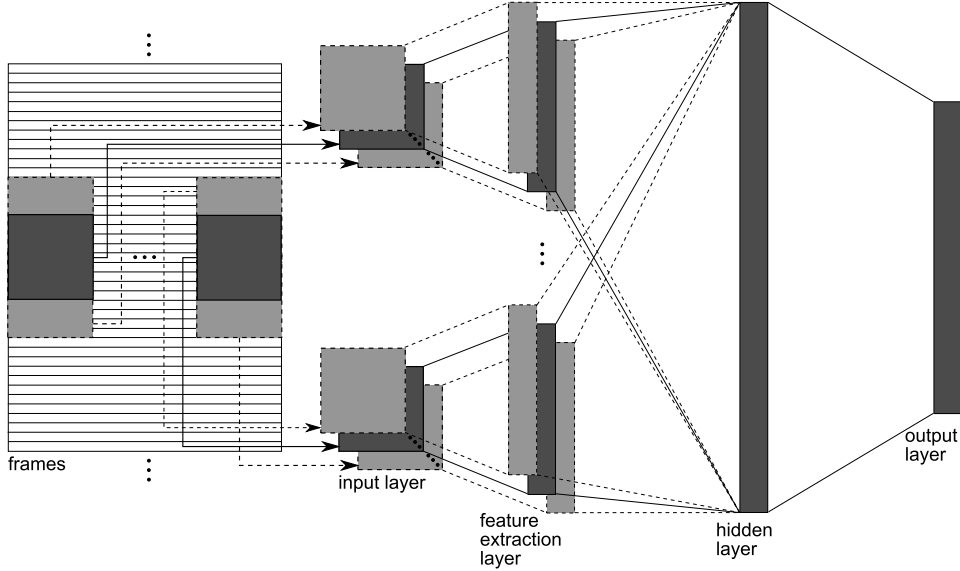 frames
input layer
feature
extraction
layer
hidden
layer
output
layer